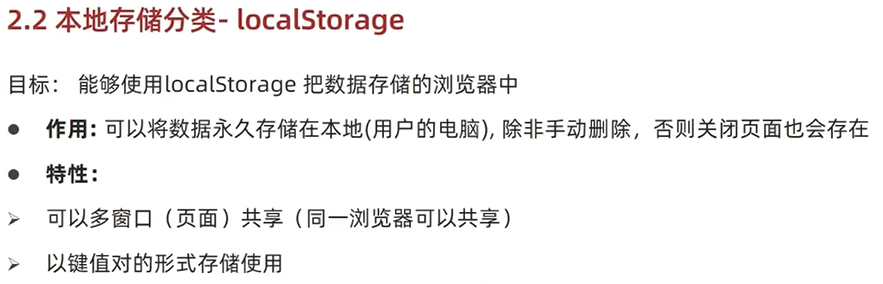 2.2 本地存储分类- localStorage
目标： 能够使用localStorage 把数据存储的浏览器中
● 作用: 可以将数据永久存储在本地(用户的电脑), 除非手动删除，否则关闭页面也会存在
● 特性：
➢ 可以多窗口（页面）共享（同一浏览器可以共享）
➢ 以键值对的形式存储使用